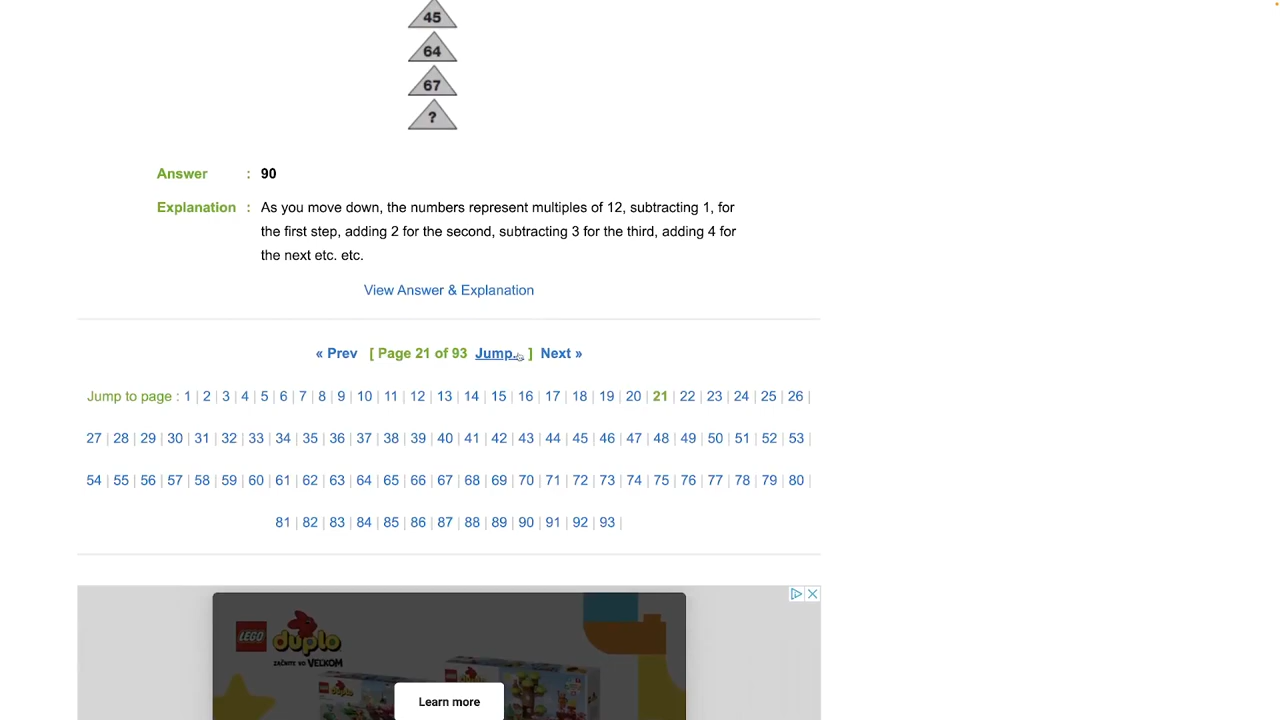 45
64
67
?
Answer : 90
Explanation : As you move down, the numbers represent multiples of 12, subtracting 1, for
the first step, adding 2 for the second, subtracting 3 for the third, adding 4 for
the next etc. etc.
View Answer & Explanation
« Prev [ Page 21 of 93 Jump.. ] Next »
Jump to page : 1 | 2 | 3 | 4 | 5 | 6 | 7 | 8 | 9 | 10 | 11 | 12 | 13 | 14 | 15 | 16 | 17 | 18 | 19 | 20 | 21 | 22 | 23 | 24 | 25 | 26 |
27 | 28 | 29 | 30 | 31 | 32 | 33 | 34 | 35 | 36 | 37 | 38 | 39 | 40 | 41 | 42 | 43 | 44 | 45 | 46 | 47 | 48 | 49 | 50 | 51 | 52 | 53 |
54 | 55 | 56 | 57 | 58 | 59 | 60 | 61 | 62 | 63 | 64 | 65 | 66 | 67 | 68 | 69 | 70 | 71 | 72 | 73 | 74 | 75 | 76 | 77 | 78 | 79 | 80 |
81 | 82 | 83 | 84 | 85 | 86 | 87 | 88 | 89 | 90 | 91 | 92 | 93 |
LEGO duplo
ZAČNITE VO VEĽKOM
Learn more